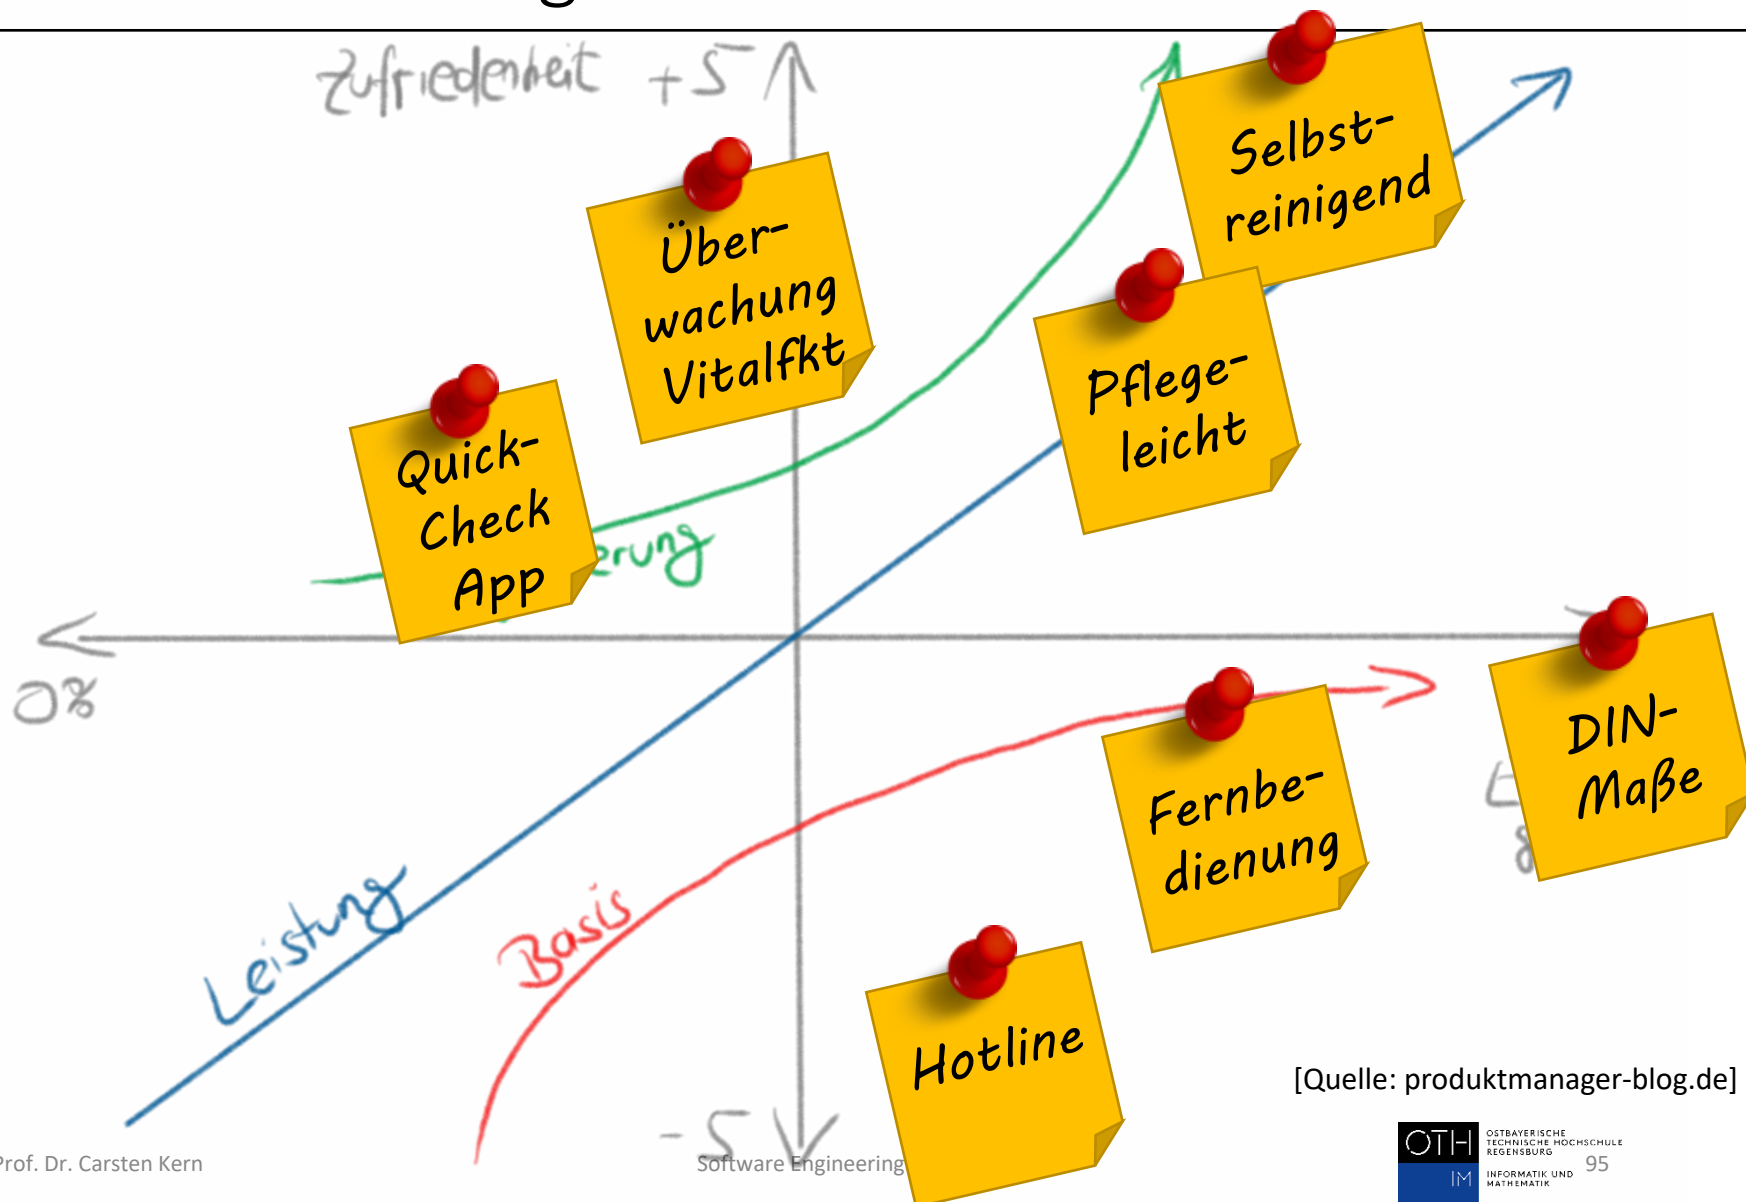 Zufriedenheit +5
Selbst-
reinigend
Über-
wachung
Vitalfkt
Pflege-
leicht
Quick-
Check
App
erung
0%
DIN-
Maße
Fernbe-
dienung
Leistung
Basis
Hotline
[Quelle: produktmanager-blog.de]
-5
Prof. Dr. Carsten Kern
Software Engineering
OTH
IM
OSTBAYERISCHE
TECHNISCHE HOCHSCHULE
REGENSBURG
INFORMATIK UND
MATHEMATIK
95